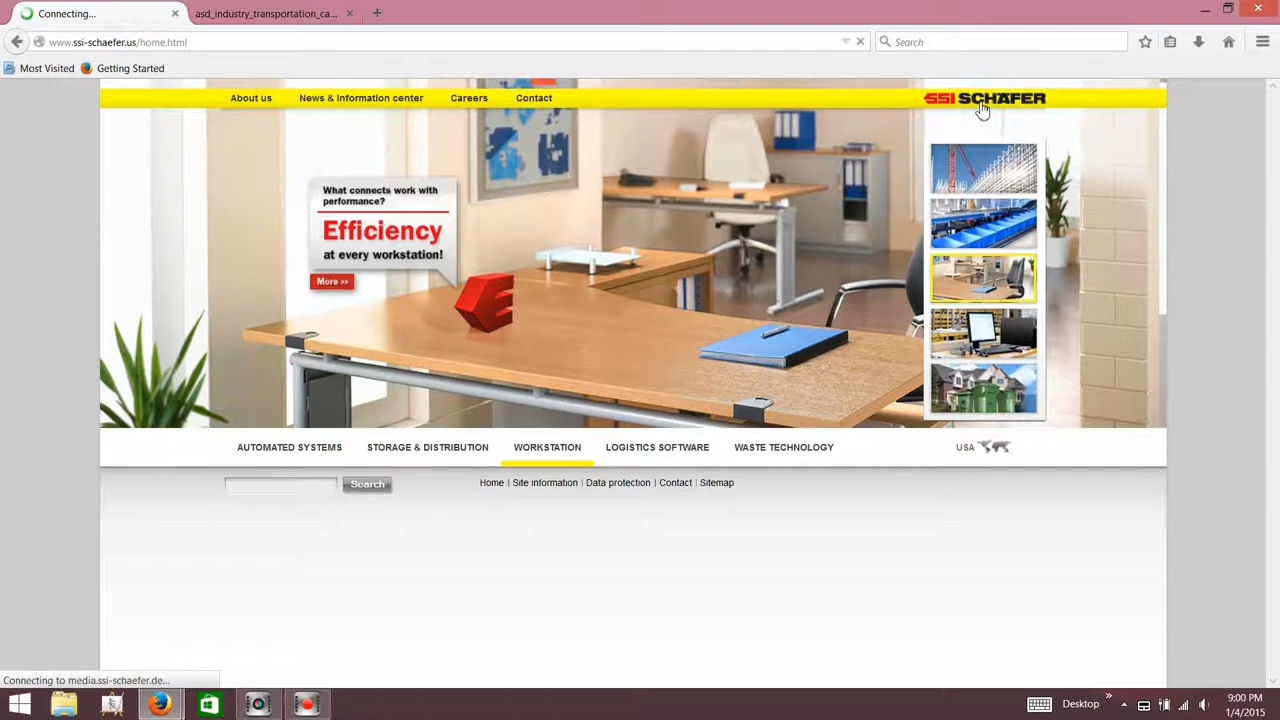 Connecting...
asd_industry_transportation_ca...
www.ssi-schaefer.us/home.html
Search
Most Visited
Getting Started
About us
News & Information center
Careers
Contact
SSI SCHÄFER
What connects work with
performance?
Efficiency
at every workstation!
More >>
AUTOMATED SYSTEMS
STORAGE & DISTRIBUTION
WORKSTATION
LOGISTICS SOFTWARE
WASTE TECHNOLOGY
USA
Search
Home | Site information | Data protection | Contact | Sitemap
Connecting to media.ssi-schaefer.de...
Desktop
9:00 PM
1/4/2015